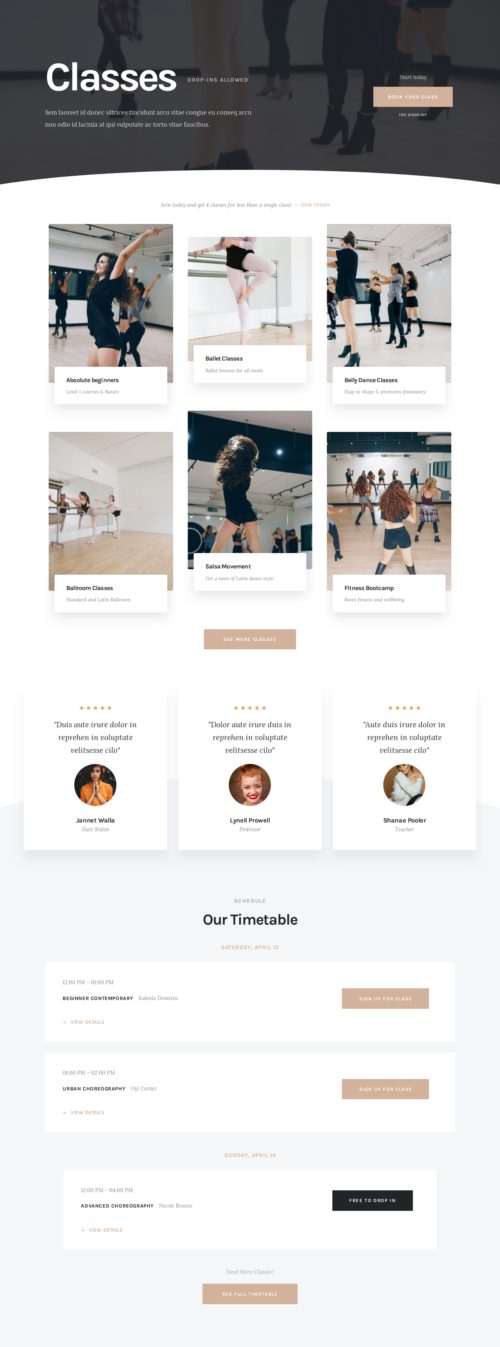 Classes
DROP-INS ALLOWED
Sem laoreet id donec ultrices tincidunt arcu vitae congue eu conseq arcu
non odio id lacinia at qui vulputate ac torto vitae faucibus.
Start today
BOOK YOUR CLASS
10% DISCOUNT
Join today and get 4 classes for less than a single class! → JOIN TODAY
Absolute beginners
Level 1 courses & Basics
Ballet Classes
Ballet lessons for all levels
Belly Dance Classes
Stay in shape & promotes femininity
Ballroom Classes
Standard and Latin Ballroom
Salsa Movement
Get a taste of Latin dance style
Fitness Bootcamp
Boost fitness and wellbeing
SEE MORE CLASSES
★★★★★
"Duis aute irure dolor in
reprehen in voluptate
velitsesse cilo"
Jannet Walla
Hair Stylist
★★★★★
"Dolor aute irure duis in
reprehen in voluptate
velitsesse cilo"
Lynell Prowell
Professor
★★★★★
"Aute duis irure dolor in
reprehen in voluptate
velitsesse cilo"
Shanae Pooler
Teacher
SCHEDULE
Our Timetable
SATURDAY, APRIL 13
12:00 PM – 01:00 PM
BEGINNER CONTEMPORARY Kaleela Dominic
SIGN UP FOR CLASS
→ VIEW DETAILS
01:00 PM – 02:00 PM
URBAN CHOREOGRAPHY Oyi Cortez
SIGN UP FOR CLASS
→ VIEW DETAILS
SUNDAY, APRIL 14
12:00 PM – 04:00 PM
ADVANCED CHOREOGRAPHY Nicole Roscoe
FREE TO DROP IN
→ VIEW DETAILS
Need More Classes?
SEE FULL TIMETABLE